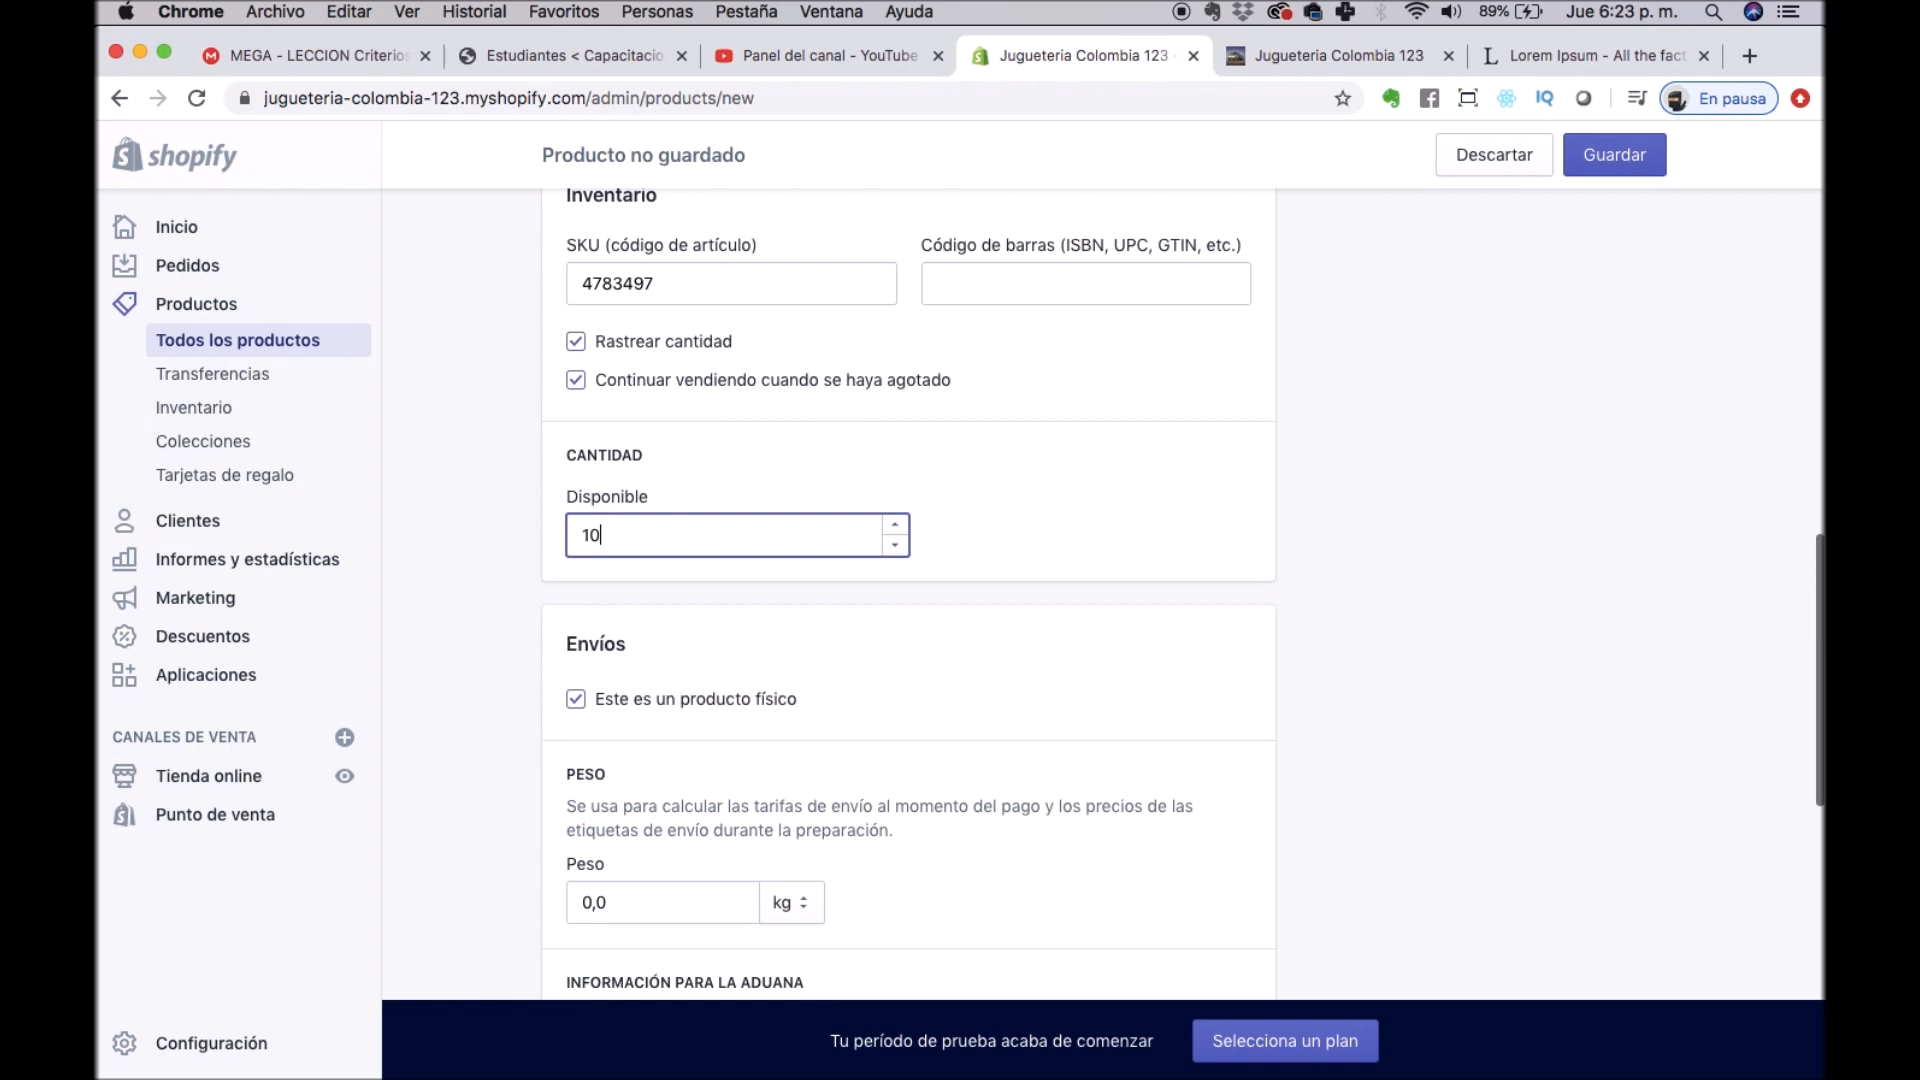 Chrome Archivo Editar Ver Historial Favoritos Personas Pestaña Ventana Ayuda 89% Jue 6:23 p. m.
MEGA - LECCION Criterios Estudiantes < Capacitacio Panel del canal - YouTube Jugueteria Colombia 123 - Jugueteria Colombia 123 Lorem Ipsum - All the fact
jugueteria-colombia-123.myshopify.com/admin/products/new IQ En pausa
shopify Producto no guardado Descartar Guardar
Inicio
Pedidos
Productos
Todos los productos
Transferencias
Inventario
Colecciones
Tarjetas de regalo
Clientes
Informes y estadísticas
Marketing
Descuentos
Aplicaciones
CANALES DE VENTA
Tienda online
Punto de venta
Configuración
Inventario
SKU (código de artículo) Código de barras (ISBN, UPC, GTIN, etc.)
4783497
Rastrear cantidad
Continuar vendiendo cuando se haya agotado
CANTIDAD
Disponible
10
Envíos
Este es un producto físico
PESO
Se usa para calcular las tarifas de envío al momento del pago y los precios de las
etiquetas de envío durante la preparación.
Peso
0,0 kg
INFORMACIÓN PARA LA ADUANA
Tu período de prueba acaba de comenzar Selecciona un plan